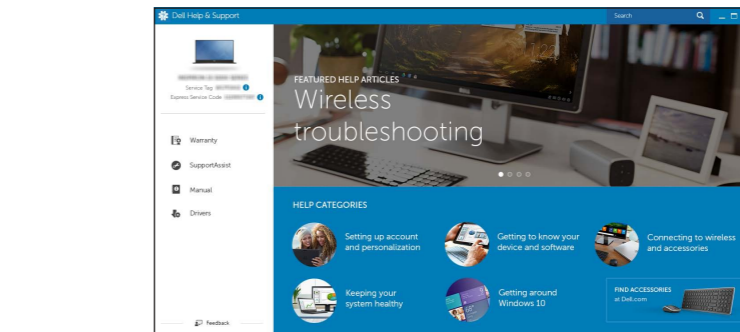 Dell Help & Support
Search
Service Tag:
Express Service Code:
Warranty
SupportAssist
Manual
Drivers
Feedback
FEATURED HELP ARTICLES
Wireless
troubleshooting
HELP CATEGORIES
Setting up account
and personalization
Getting to know your
device and software
Connecting to wireless
and accessories
Keeping your
system healthy
Getting around
Windows 10
FIND ACCESSORIES
at Dell.com